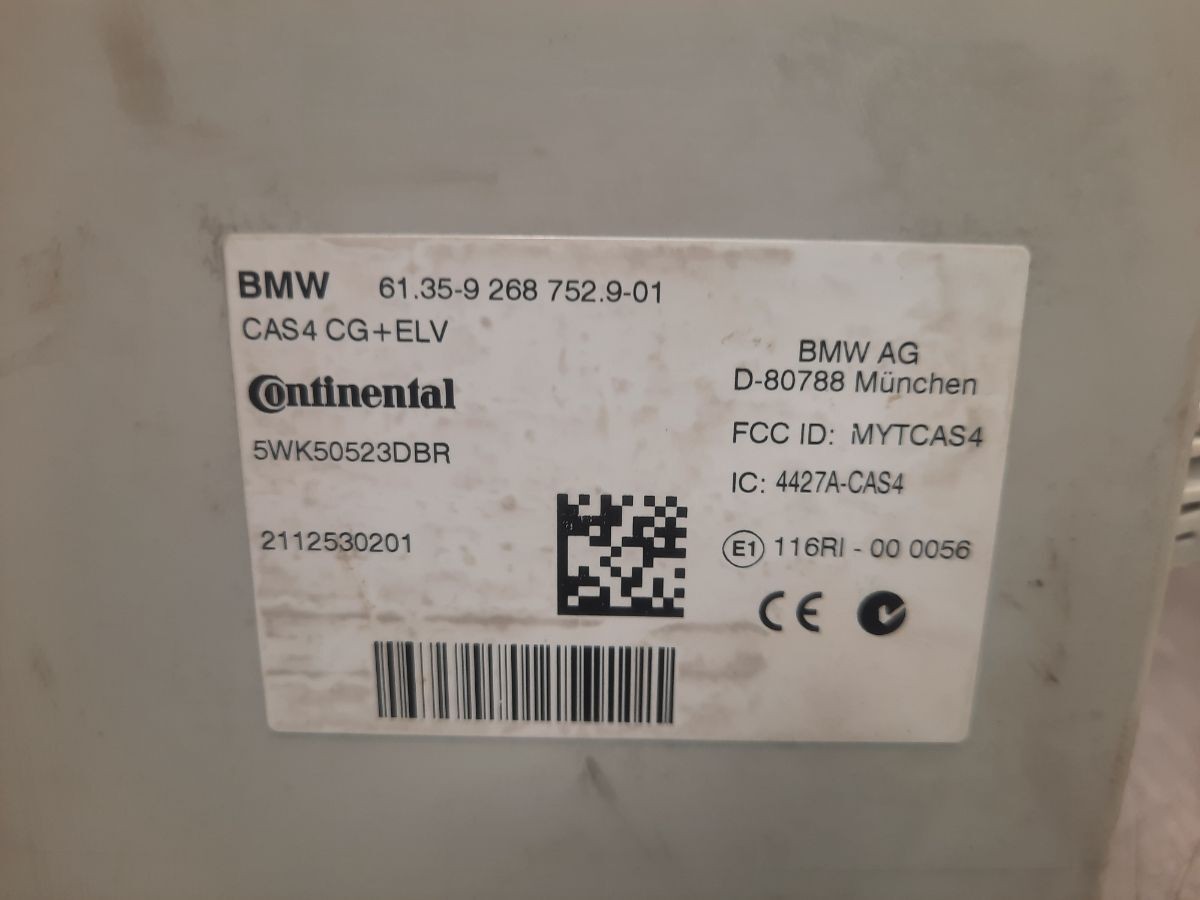 BMW 61.35-9 268 752.9-01
CAS4 CG+ELV
Continental
5WK50523DBR
2112530201
BMW AG
D-80788 München
FCC ID: MYTCAS4
IC: 4427A-CAS4
E1 116RI - 00 0056
CE